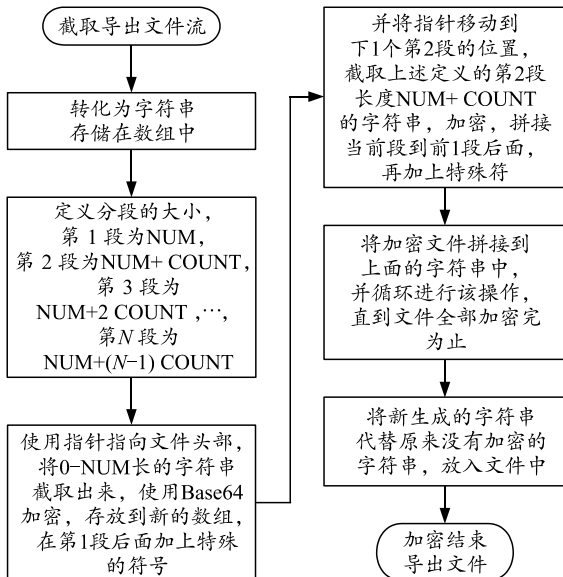 截取导出文件流
转化为字符串
存储在数组中
定义分段的大小，
第 1 段为NUM，
第 2 段为NUM+ COUNT，
第 3 段为
NUM+2 COUNT ,…,
第N 段为
NUM+(N−1) COUNT
使用指针指向文件头部，
将0−NUM长的字符串
截取出来，使用Base64
加密，存放到新的数组，
在第1段后面加上特殊
的符号
并将指针移动到
下1个第2段的位置，
截取上述定义的第2段
长度NUM+ COUNT
的字符串，加密，拼接
当前段到前1段后面，
再加上特殊符
将加密文件拼接到
上面的字符串中，
并循环进行该操作，
直到文件全部加密完
为止
将新生成的字符串
代替原来没有加密的
字符串，放入文件中
加密结束
导出文件